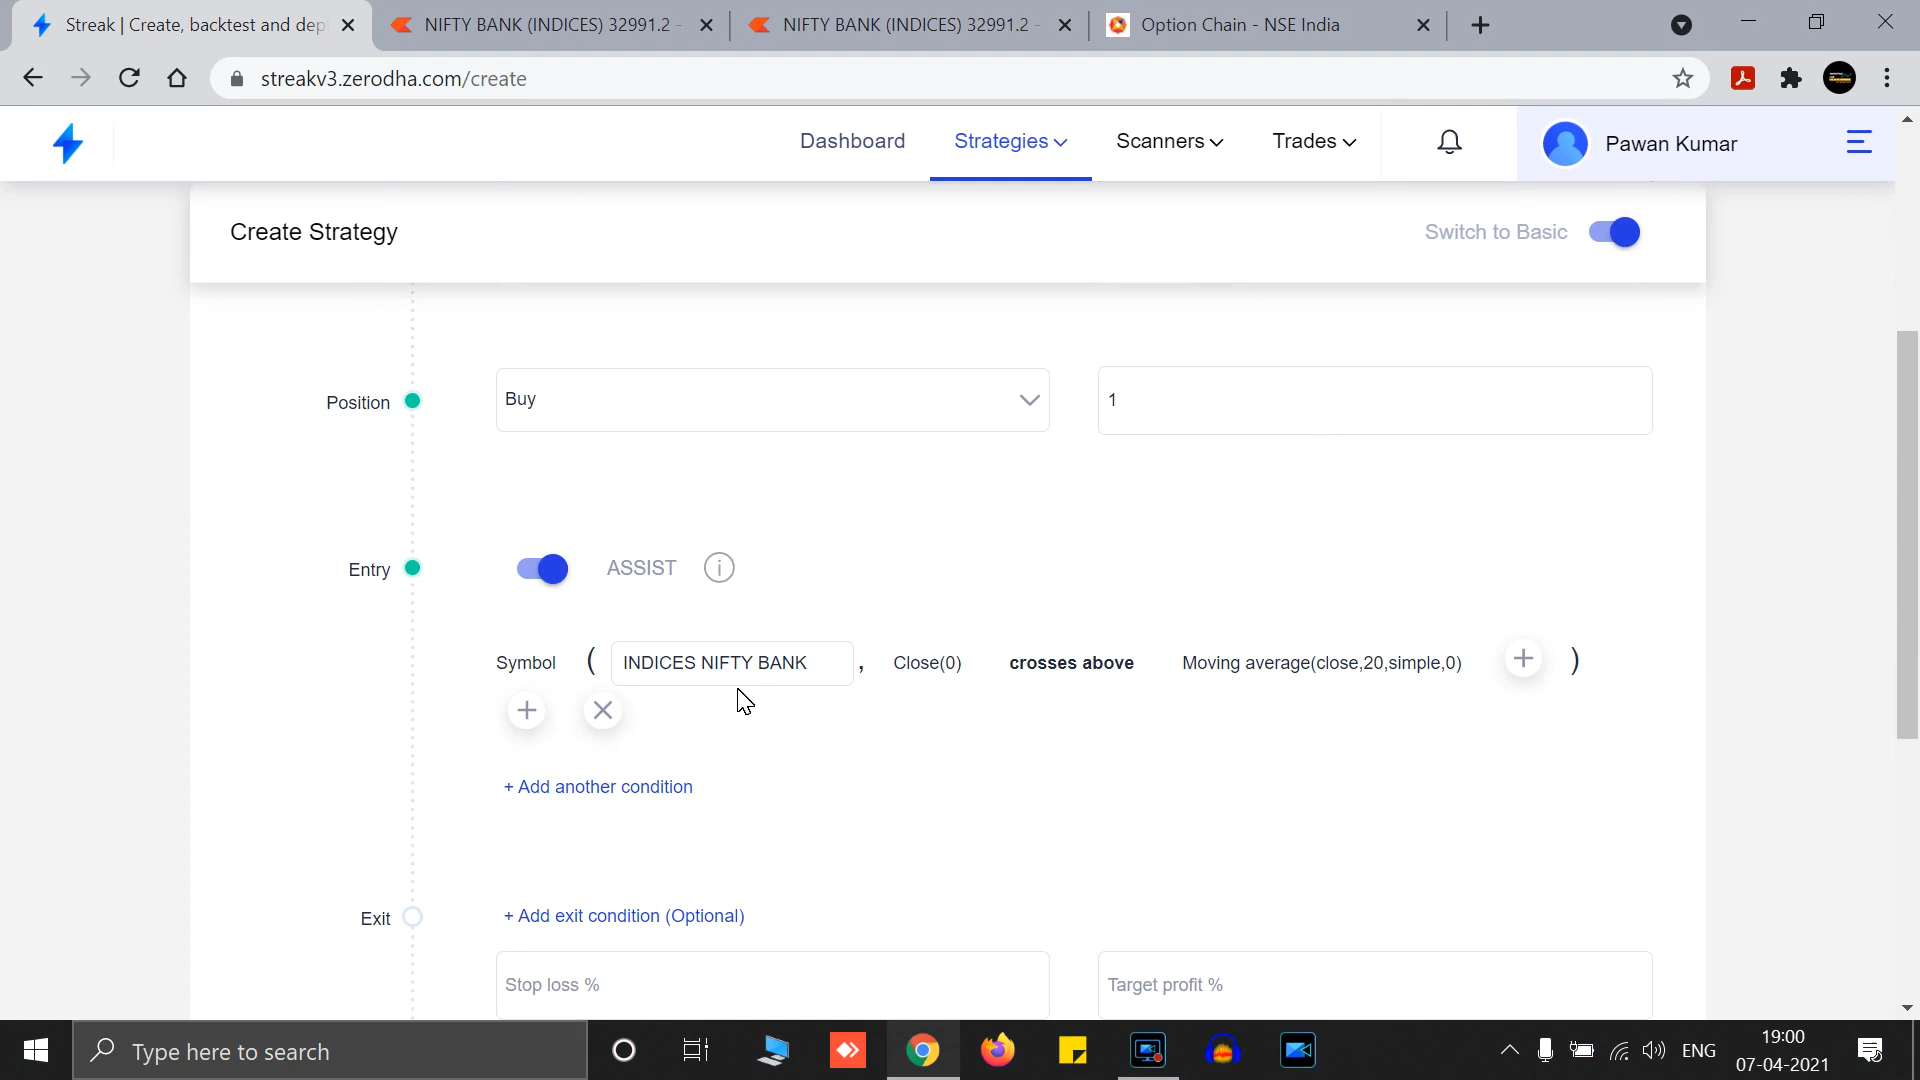 Streak | Create, backtest and dep
NIFTY BANK (INDICES) 32991.2 -
NIFTY BANK (INDICES) 32991.2 -
Option Chain - NSE India
streakv3.zerodha.com/create
Dashboard
Strategies
Scanners
Trades
Pawan Kumar
Create Strategy
Switch to Basic
Position
Buy
1
Entry
ASSIST
Symbol ( INDICES NIFTY BANK , Close(0) crosses above Moving average(close,20,simple,0) + )
+ Add another condition
Exit
+ Add exit condition (Optional)
Stop loss %
Target profit %
Type here to search
ENG
19:00
07-04-2021